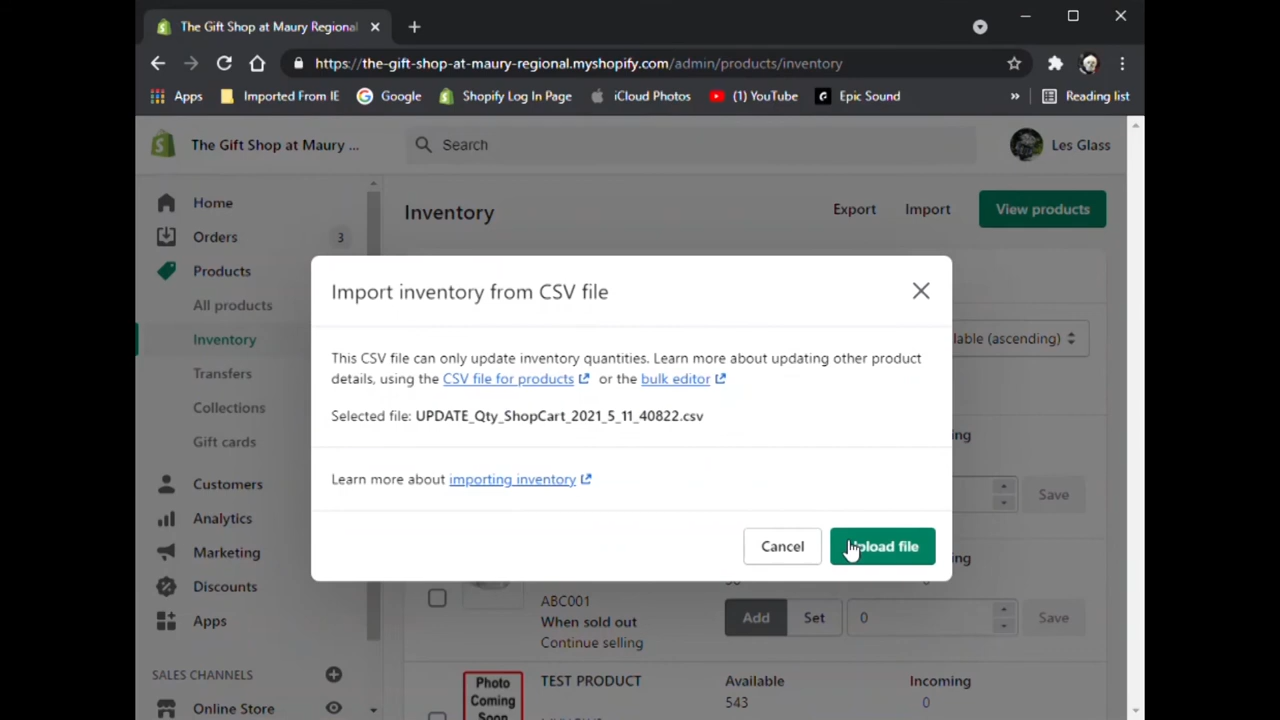 The Gift Shop at Maury Regional
https://the-gift-shop-at-maury-regional.myshopify.com/admin/products/inventory
Apps Imported From IE Google Shopify Log In Page iCloud Photos (1) YouTube Epic Sound » Reading list
The Gift Shop at Maury ... Search Les Glass
Home
Orders 3
Products
All products
Inventory
Transfers
Collections
Gift cards
Customers
Analytics
Marketing
Discounts
Apps
SALES CHANNELS
Online Store
Inventory Export Import View products
(ascending)
Import inventory from CSV file
This CSV file can only update inventory quantities. Learn more about updating other product
details, using the CSV file for products or the bulk editor
Selected file: UPDATE_Qty_ShopCart_2021_5_11_40822.csv
Learn more about importing inventory
Cancel Upload file
Save
ABC001
When sold out
Continue selling
Add Set 0 Save
Photo
Coming
Soon
TEST PRODUCT
Available
543
Incoming
0